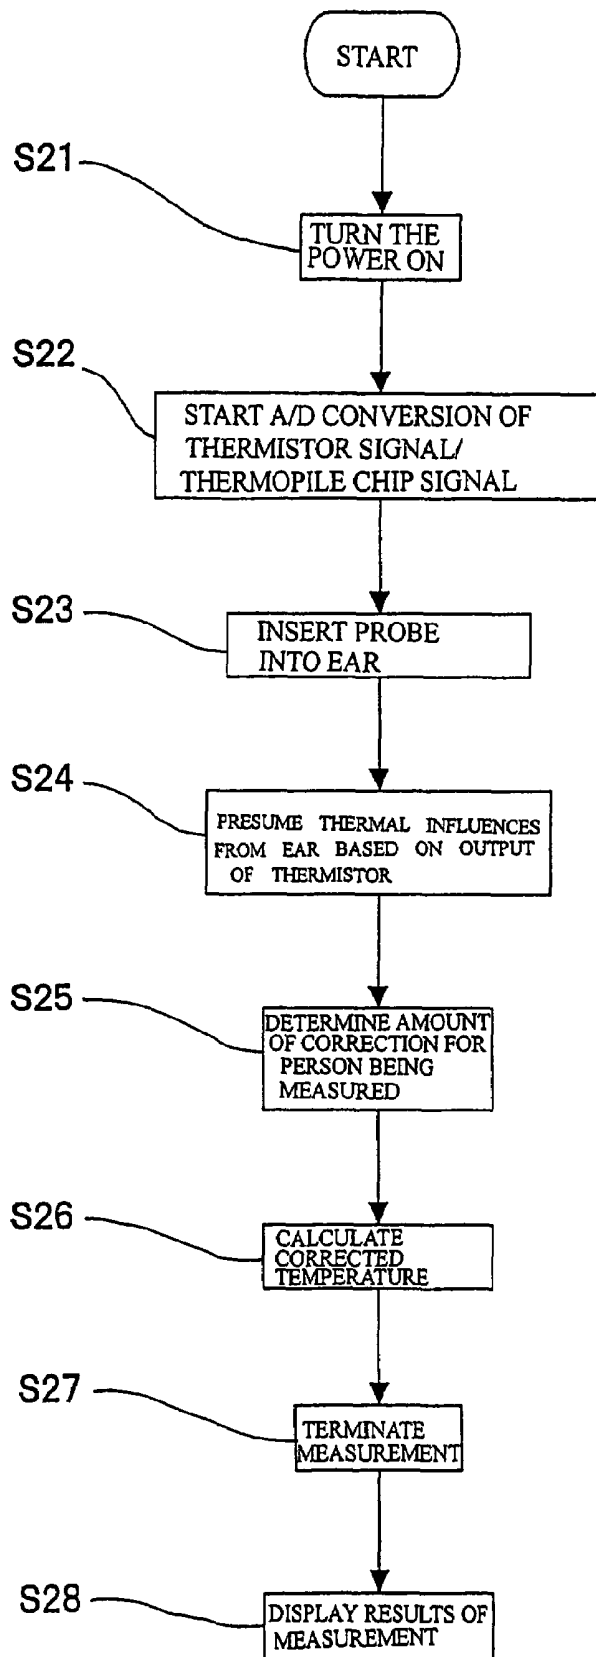 START
S21
TURN THE
POWER ON
S22
START A/D CONVERSION OF
THERMISTOR SIGNAL/
THERMOPILE CHIP SIGNAL
S23
INSERT PROBE
INTO EAR
S24
PRESUME THERMAL INFLUENCES
FROM EAR BASED ON OUTPUT
OF THERMISTOR
S25
DETERMINE AMOUNT
OF CORRECTION FOR
PERSON BEING
MEASURED
S26
CALCULATE
CORRECTED
TEMPERATURE
S27
TERMINATE
MEASUREMENT
S28
DISPLAY RESULTS OF
MEASUREMENT